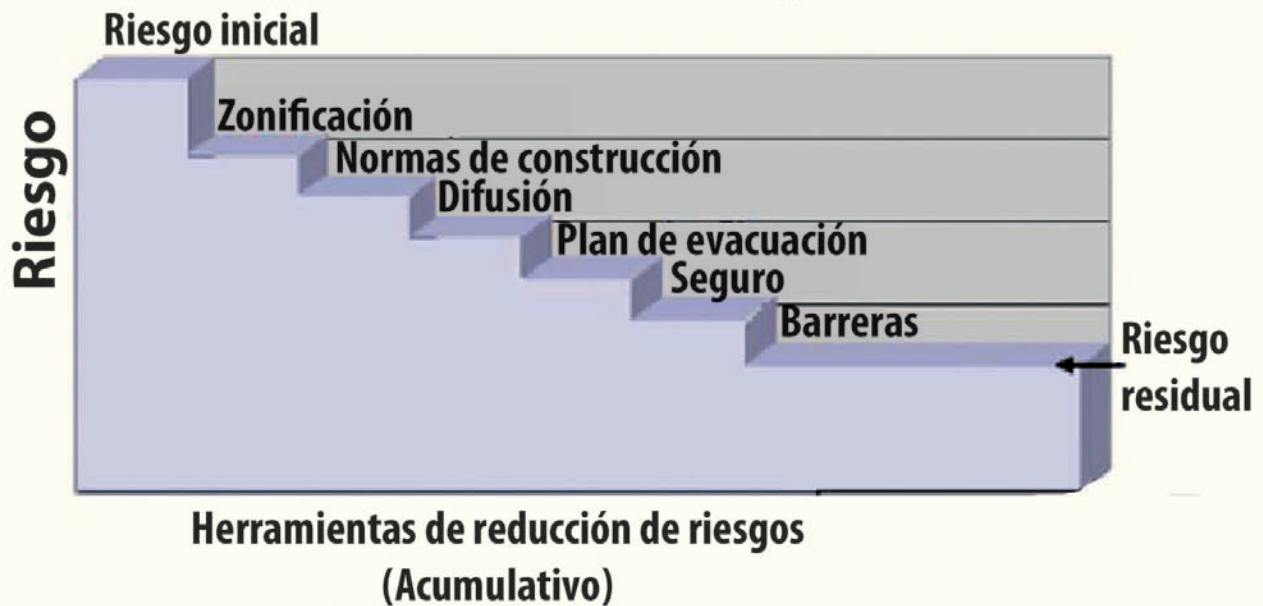 Riesgo inicial
Riesgo
Zonificación
Normas de construcción
Difusión
Plan de evacuación
Seguro
Barreras
Riesgo
residual
Herramientas de reducción de riesgos
(Acumulativo)